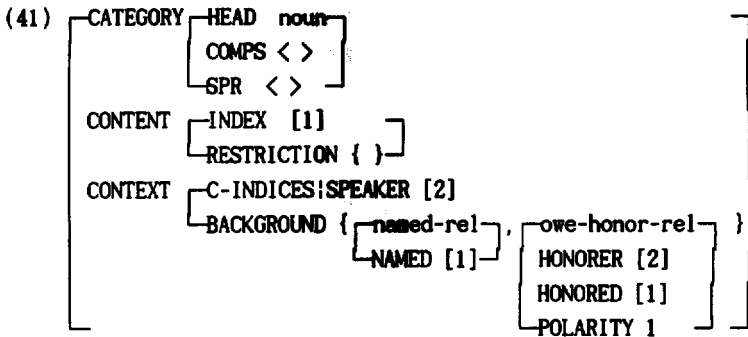 (41) CATEGORY HEAD noun
COMPS < >
SPR < >
CONTENT INDEX [1]
RESTRICTION { }
CONTEXT C-INDICES|SPEAKER [2]
BACKGROUND { named-rel , owe-honor-rel }
NAMED [1] HONORER [2]
HONORED [1]
POLARITY 1